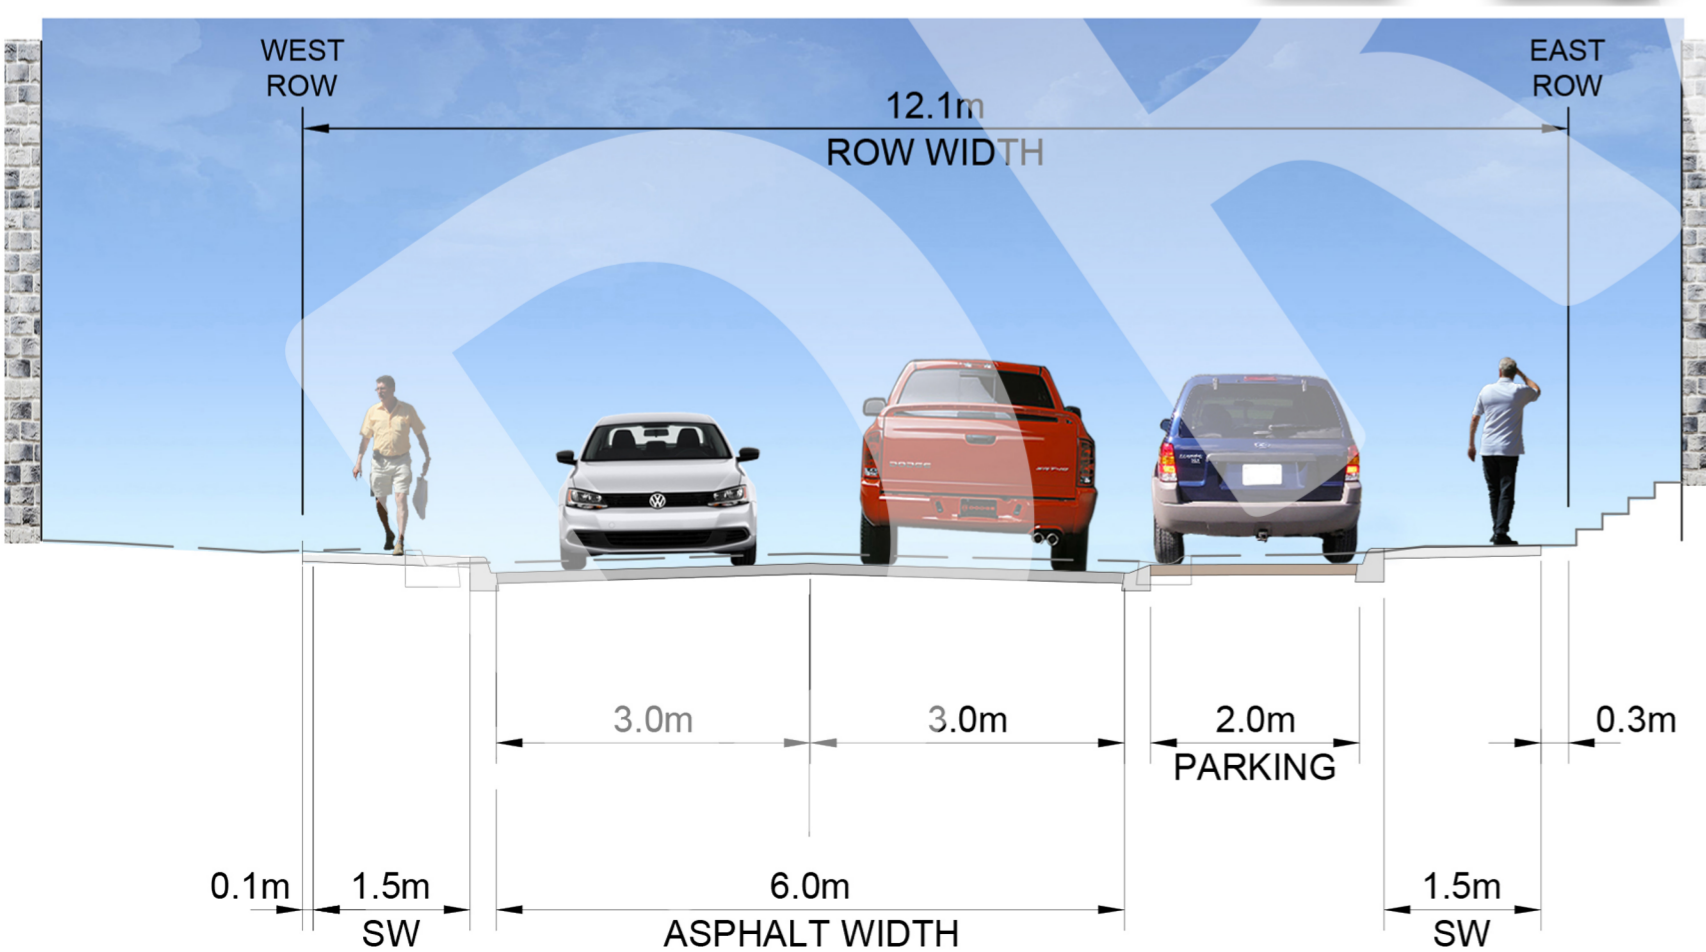 WEST
ROW
EAST
ROW
12.1m
ROW WIDTH
DODGE
3.0m
3.0m
2.0m
PARKING
0.3m
0.1m
1.5m
SW
6.0m
ASPHALT WIDTH
1.5m
SW